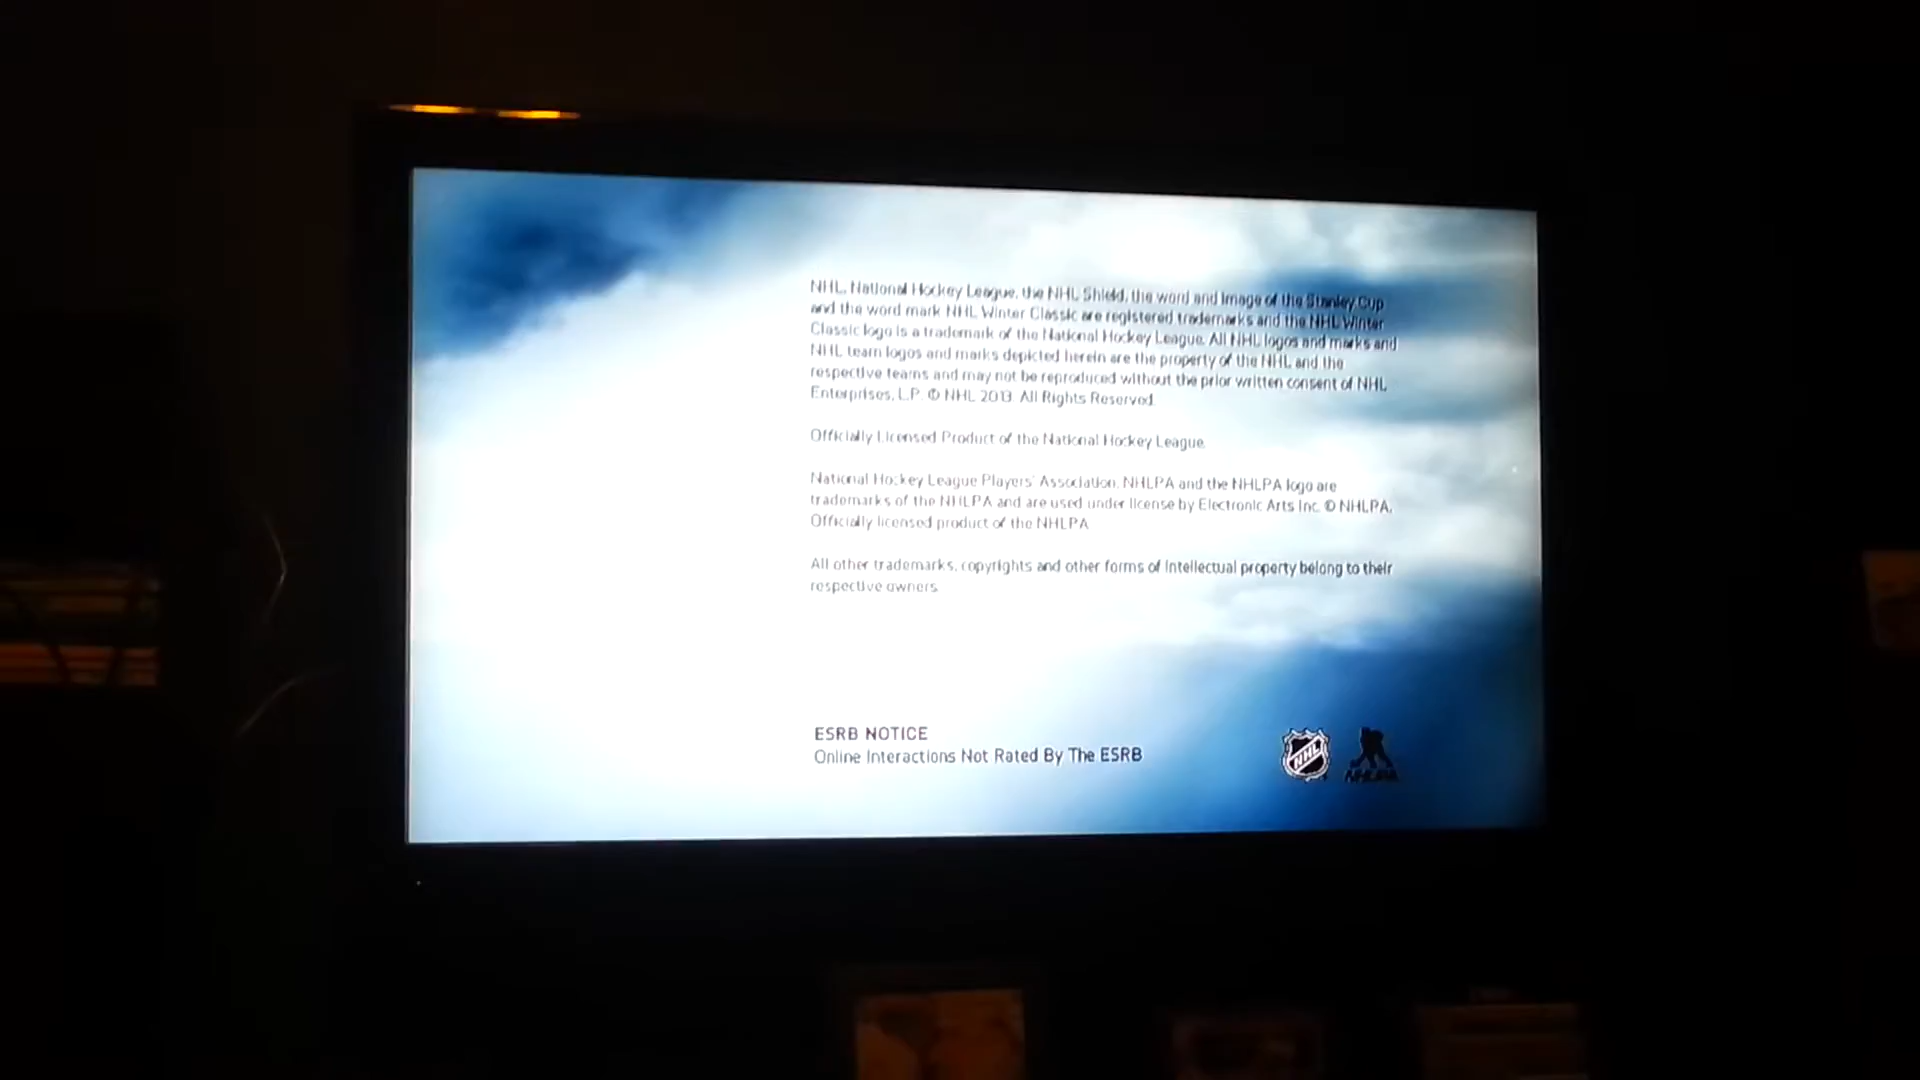 NHL, National Hockey League, the NHL Shield, the word and image of the Stanley Cup
and the word mark NHL Winter Classic are registered trademarks and the NHL Winter
Classic logo is a trademark of the National Hockey League. All NHL logos and marks and
NHL team logos and marks depicted herein are the property of the NHL and the
respective teams and may not be reproduced without the prior written consent of NHL
Enterprises, L.P. © NHL 2013. All Rights Reserved.
Officially Licensed Product of the National Hockey League.
National Hockey League Players' Association, NHLPA and the NHLPA logo are
trademarks of the NHLPA and are used under license by Electronic Arts Inc. © NHLPA.
Officially licensed product of the NHLPA
All other trademarks, copyrights and other forms of intellectual property belong to their
respective owners.
ESRB NOTICE
Online Interactions Not Rated By The ESRB
NHL
NHLPA